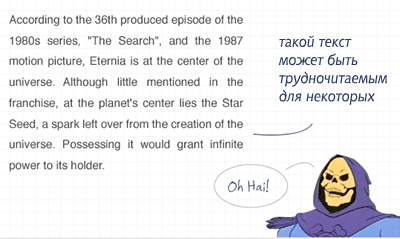 According to the 36th produced episode of the
1980s series, "The Search", and the 1987
motion picture, Eternia is at the center of the
universe. Although little mentioned in the
franchise, at the planet's center lies the Star
Seed, a spark left over from the creation of the
universe. Possessing it would grant infinite
power to its holder.
такой текст
может быть
трудночитаемым
для некоторых
Oh Hai!